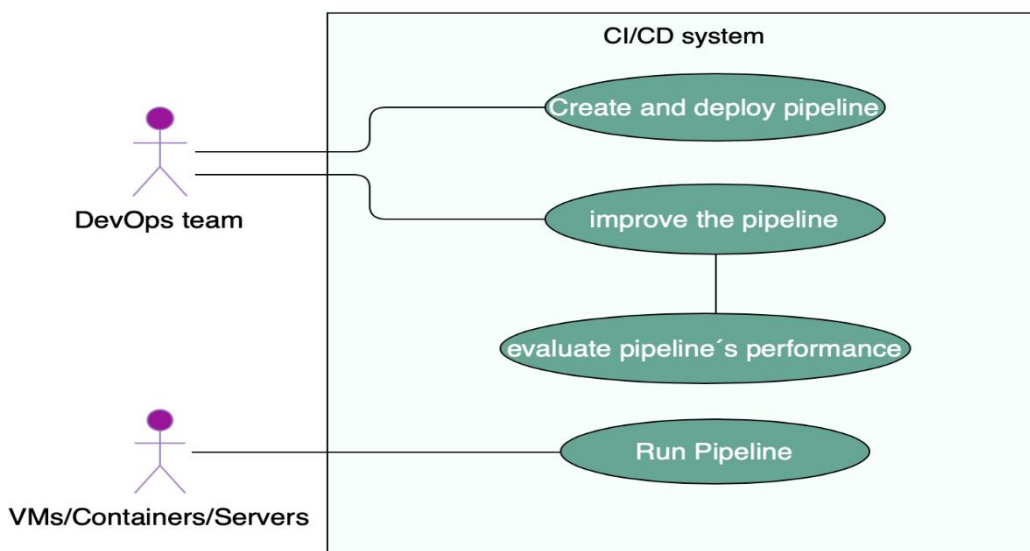 CI/CD system
Create and deploy pipeline
DevOps team
improve the pipeline
evaluate pipeline´s performance
Run Pipeline
VMs/Containers/Servers